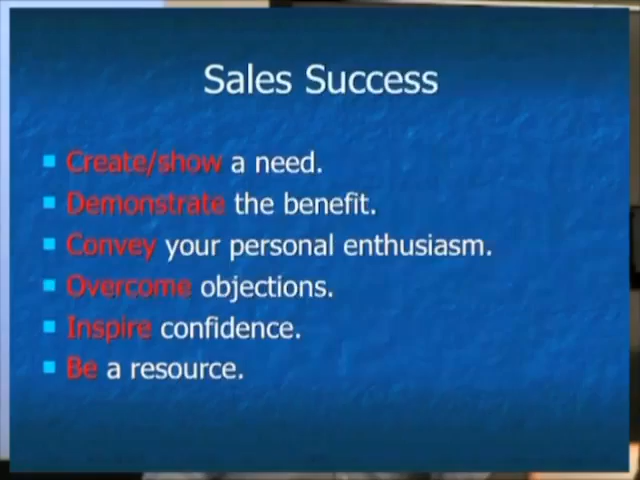 Sales Success
Create/show a need.
Demonstrate the benefit.
Convey your personal enthusiasm.
Overcome objections.
Inspire confidence.
Be a resource.